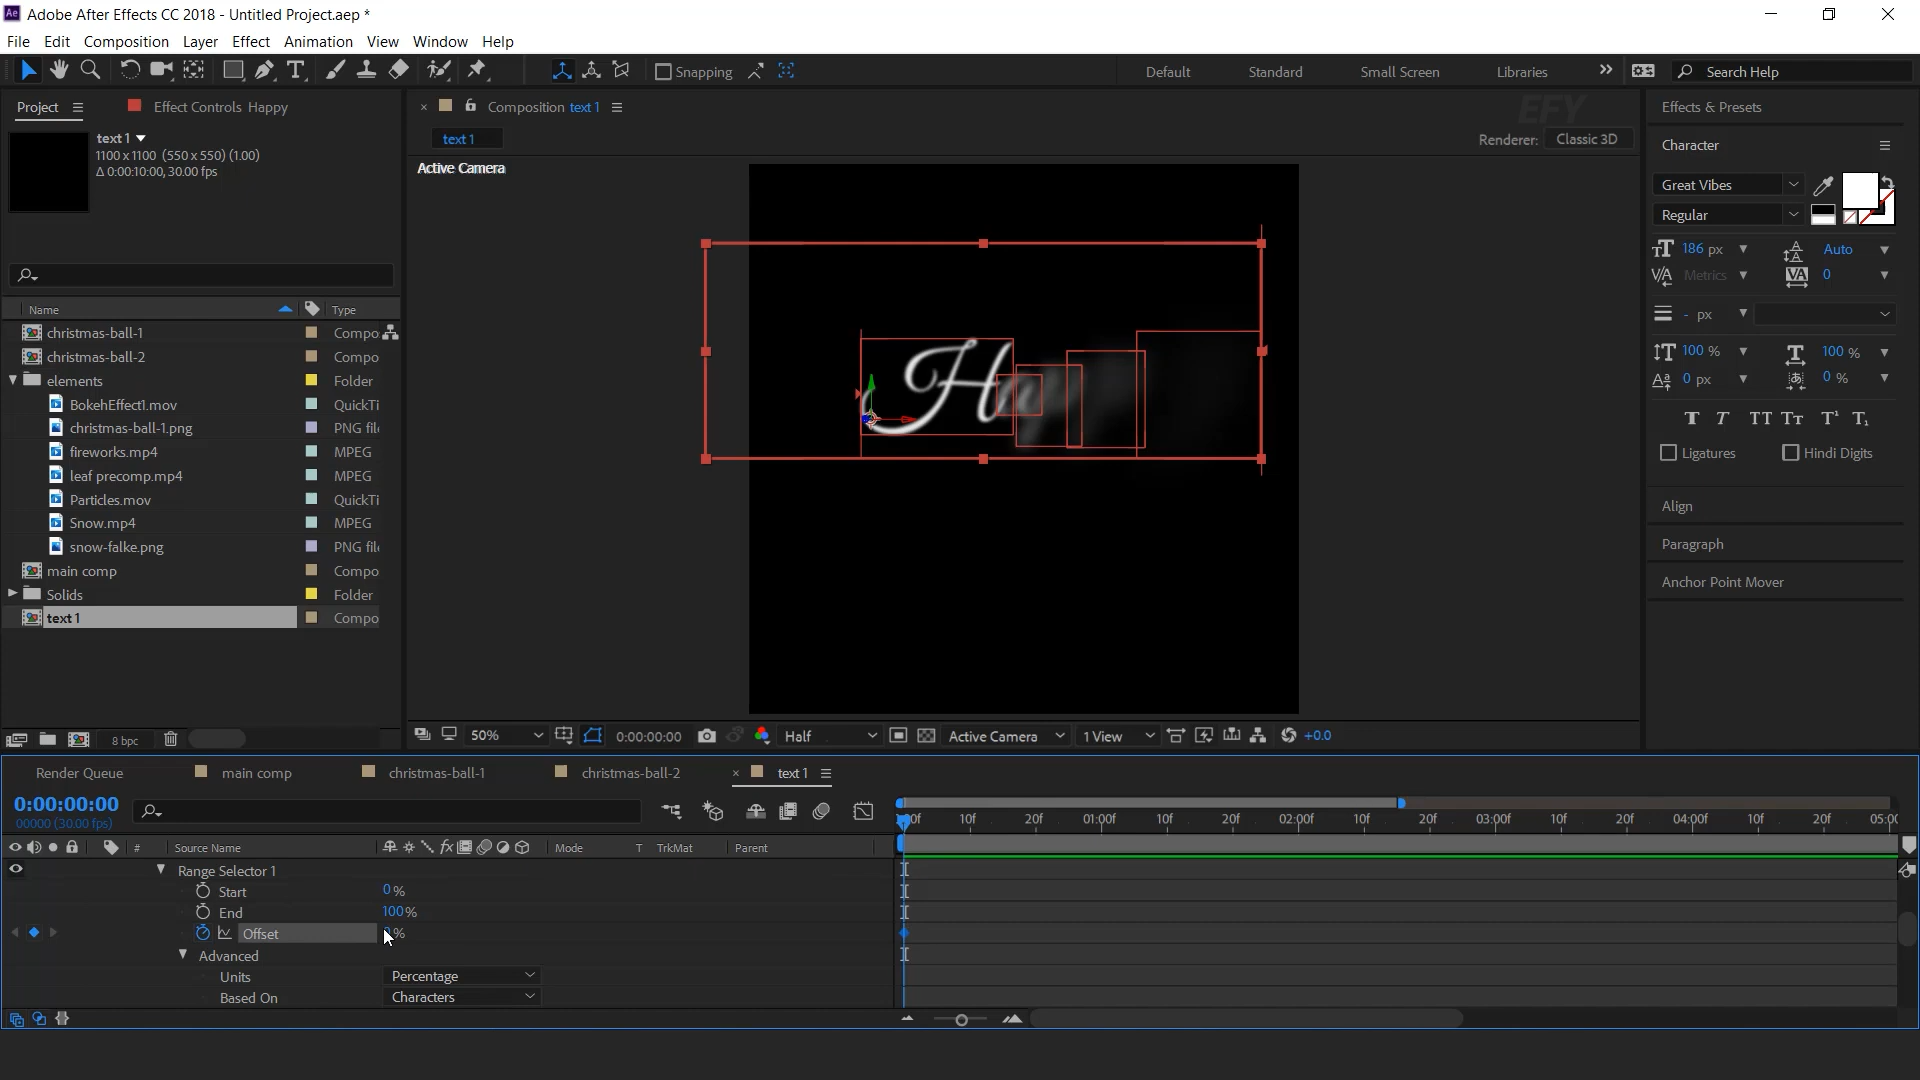 Adobe After Effects CC 2018 - Untitled Project.aep *
File Edit Composition Layer Effect Animation View Window Help
Snapping Default Standard Small Screen Libraries Search Help
Project Effect Controls Happy
text 1
1100 x 1100 (550 x 550) (1.00)
Δ 0:00:10:00, 30.00 fps
Name Type
christmas-ball-1 Compo
christmas-ball-2 Compo
elements Folder
BokehEffect1.mov QuickTi
christmas-ball-1.png PNG file
fireworks.mp4 MPEG
leaf precomp.mp4 MPEG
Particles.mov QuickTi
Snow.mp4 MPEG
snow-falke.png PNG file
main comp Compo
Solids Folder
text 1 Compo
8 bpc
Composition text 1
EFY
text 1
Renderer: Classic 3D
Active Camera
Happ
50% 0:00:00:00 Half Active Camera 1 View +0.0
Effects & Presets
Character
Great Vibes
Regular
186 px Auto
Metrics 0
- px
100 % 100 %
0 px 0 %
T T TT Tt T¹ T₁
Ligatures Hindi Digits
Align
Paragraph
Anchor Point Mover
Render Queue main comp christmas-ball-1 christmas-ball-2 text 1
0:00:00:00
00000 (30.00 fps)
10f 20f 01:00f 10f 20f 02:00f 10f 20f 03:00f 10f 20f 04:00f 10f 20f 05:0
# Source Name fx Mode T TrkMat Parent
Range Selector 1
Start 0 %
End 100 %
Offset %
Advanced
Units Percentage
Based On Characters